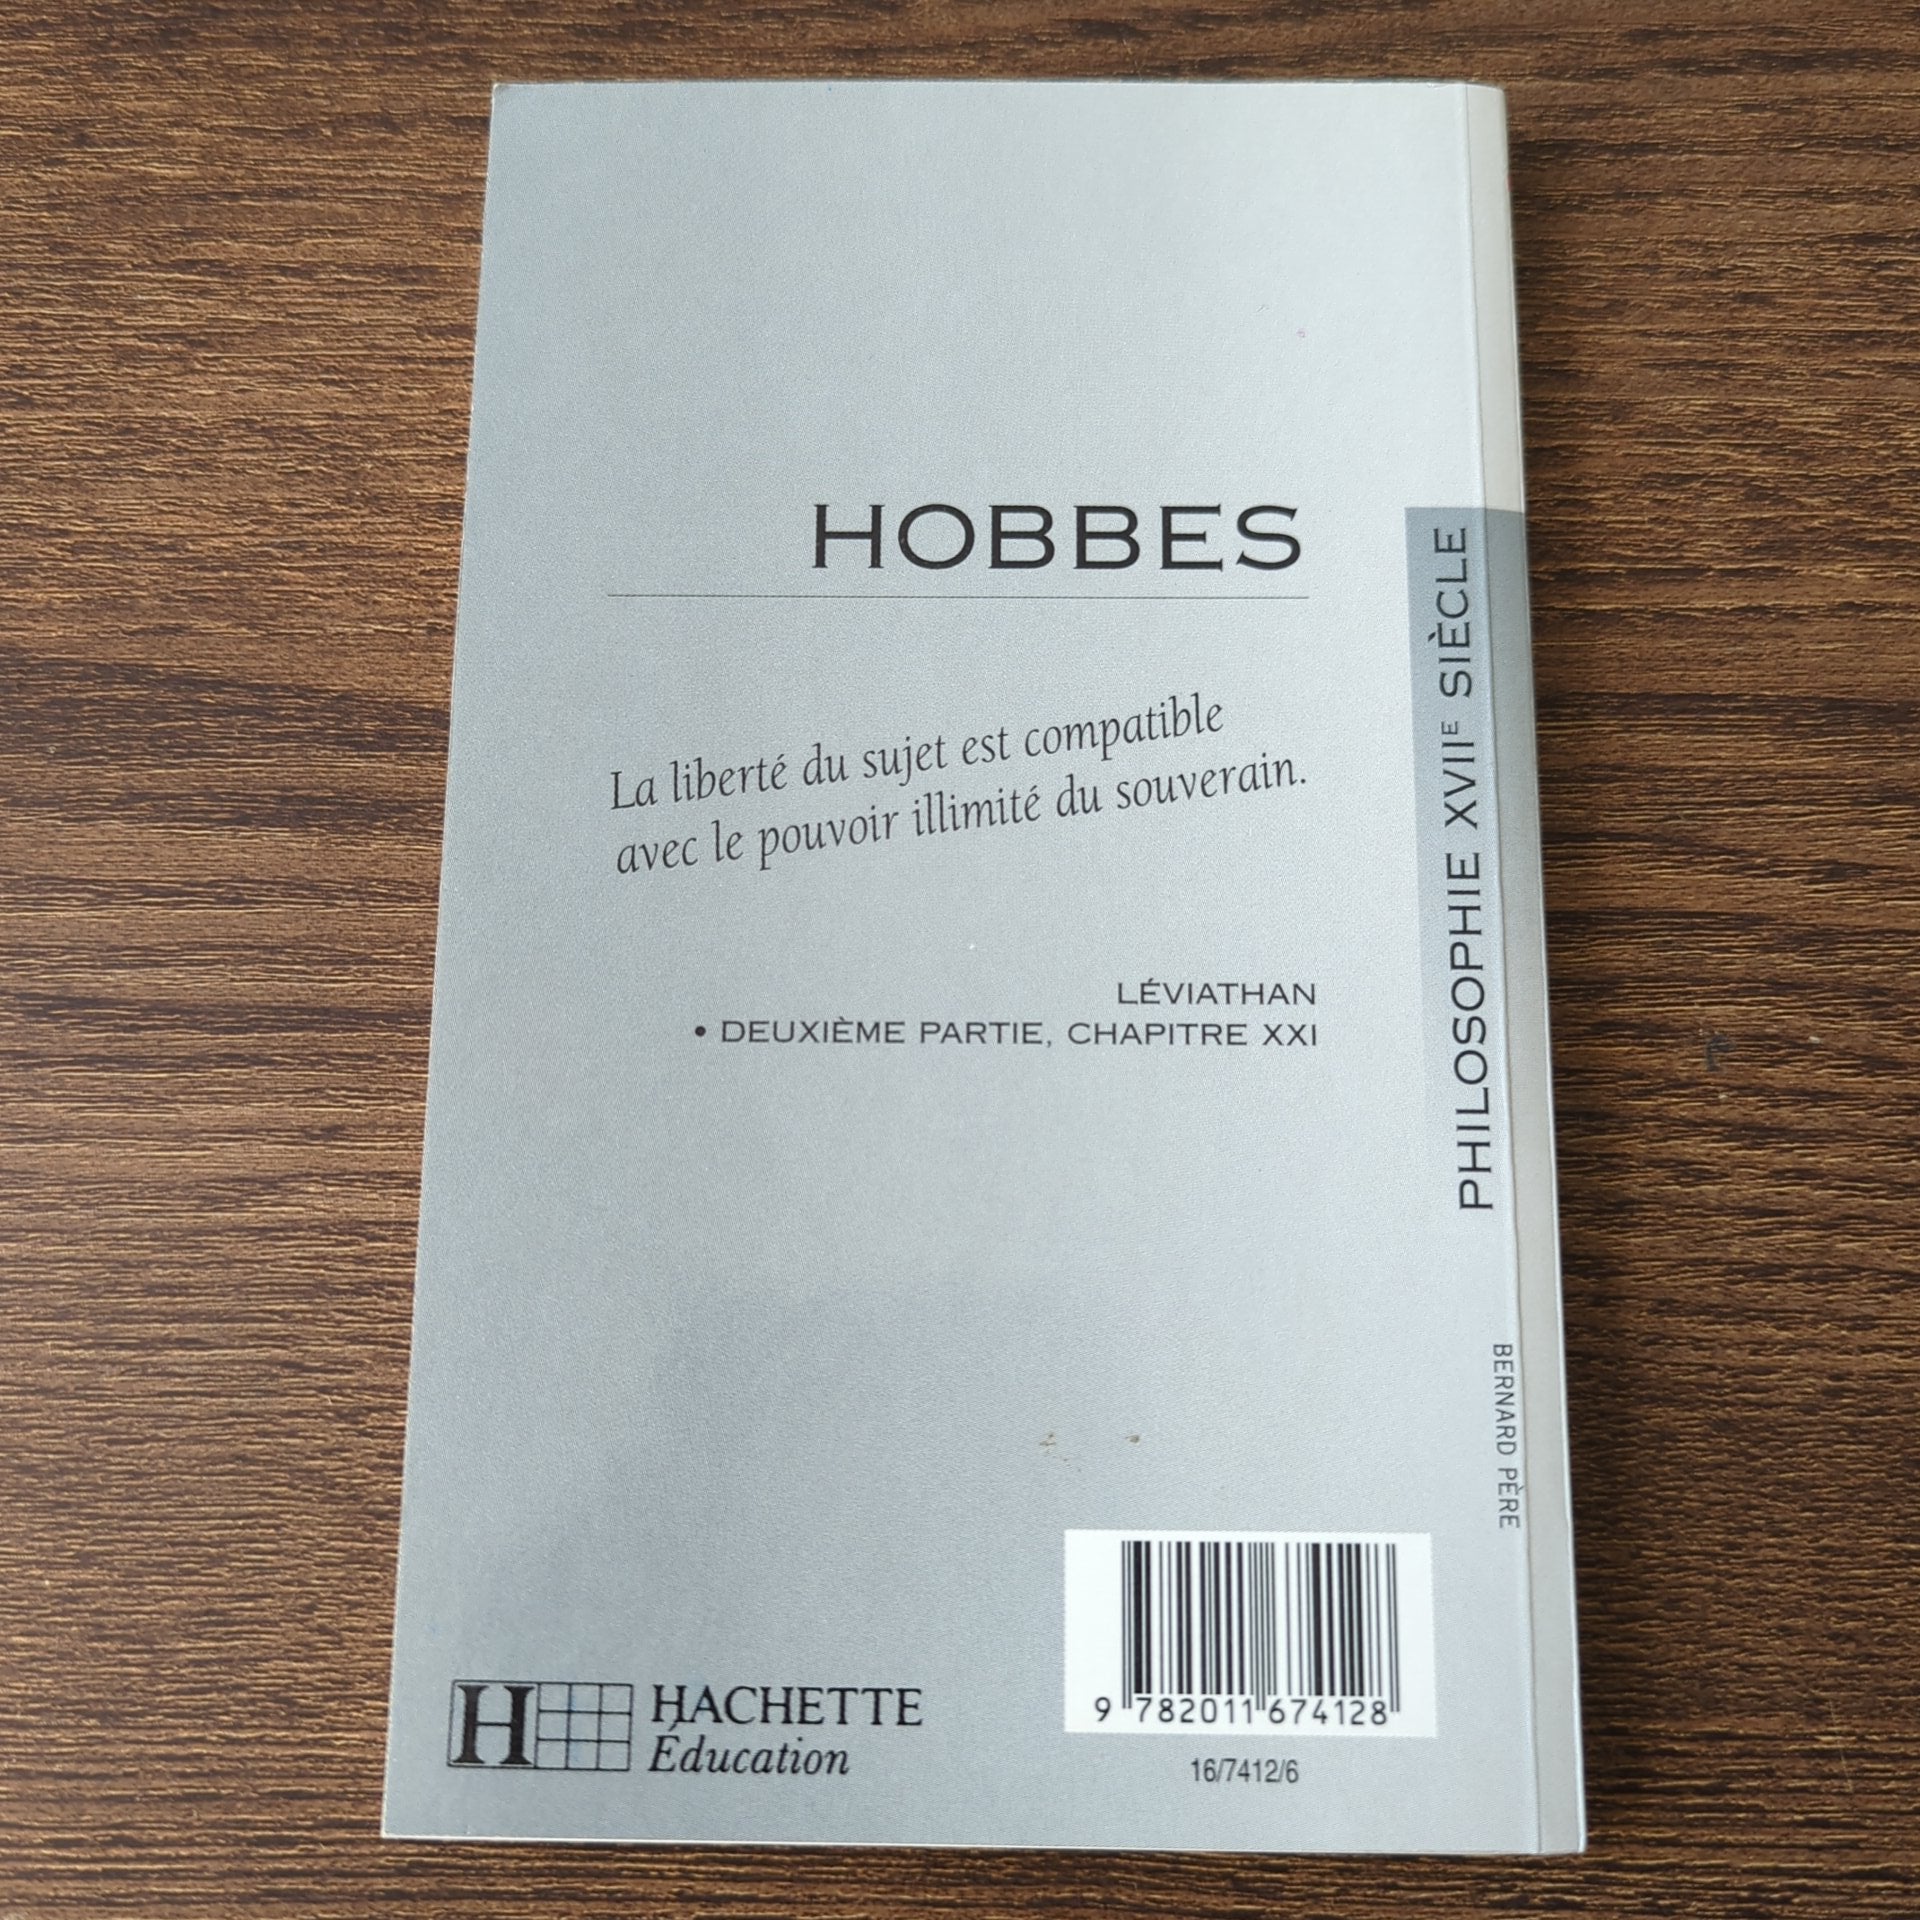 HOBBES
La liberté du sujet est compatible
avec le pouvoir illimité du souverain.
LÉVIATHAN
• DEUXIÈME PARTIE, CHAPITRE XXI
PHILOSOPHIE XVIIE SIÈCLE
BERNARD PÈRE
H HACHETTE
Éducation
9 782011 674128
16/7412/6